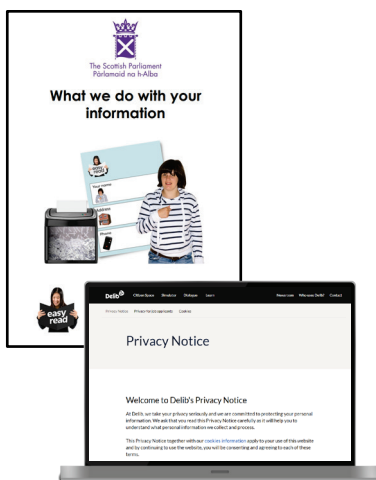 The Scottish Parliament
Pàrlamaid na h-Alba
What we do with your
information
easy
read
Your name
Address
Phone
easy
read
Delib
Citizen Space Simulator Dialogue Learn
Newsroom Who was Delib? Contact
Privacy Notice Privacy for job applicants Cookies
Privacy Notice
Welcome to Delib's Privacy Notice
At Delib, we take your privacy seriously and we are committed to protecting your personal
information. We ask that you read this Privacy Notice carefully as it will help you to
understand what personal information we collect and process.
This Privacy Notice together with our cookies information apply to your use of this website
and by continuing to use the website, you will be consenting and agreeing to each of these
terms.